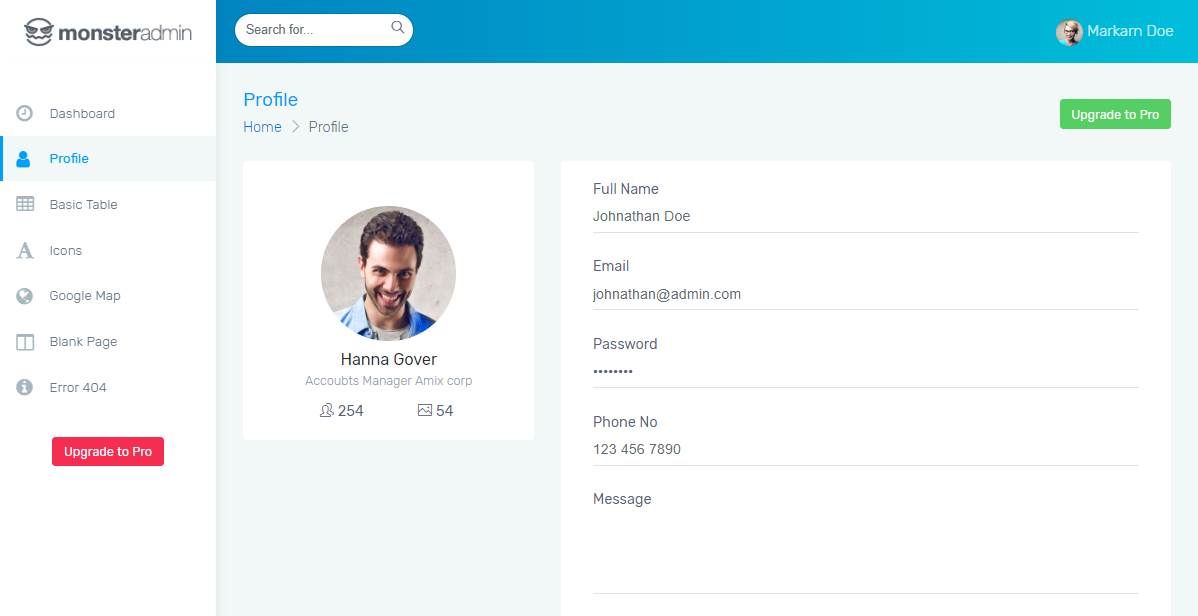 monsteradmin
Search for...
Markarn Doe
Dashboard
Profile
Basic Table
Icons
Google Map
Blank Page
Error 404
Upgrade to Pro
Profile
Home > Profile
Upgrade to Pro
Hanna Gover
Accoubts Manager Amix corp
254 54
Full Name
Johnathan Doe
Email
johnathan@admin.com
Password
••••••••
Phone No
123 456 7890
Message